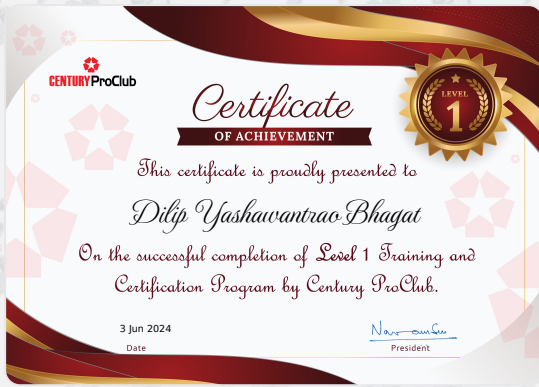 CENTURY ProClub
Certificate
OF ACHIEVEMENT
LEVEL
1
This certificate is proudly presented to
Dilip Yashawantrao Bhagat
On the successful completion of Level 1 Training and
Certification Program by Century ProClub.
3 Jun 2024
Date
President